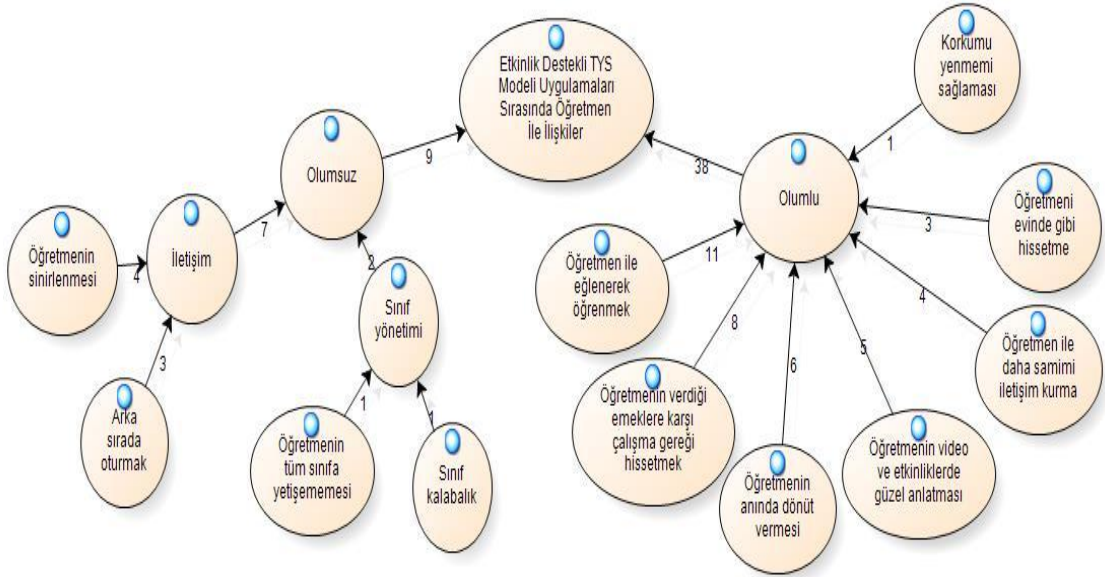 Etkinlik Destekli TYS
Modeli Uygulamaları
Sırasında Öğretmen
İle İlişkiler
Korkumu
yenmemi
sağlaması
1
9
38
Olumsuz
Olumlu
Öğretmeni
evinde gibi
hissetme
3
7
İletişim
Öğretmenin
sinirlenmesi
4
2
11
Öğretmen ile
eğlenerek
öğrenmek
4
Sınıf
yönetimi
3
8
6
5
Öğretmen ile
daha samimi
iletişim kurma
Arka
sırada
oturmak
1
1
Öğretmenin
tüm sınıfa
yetişememesi
Sınıf
kalabalık
Öğretmenin verdiği
emeklere karşı
çalışma gereği
hissetmek
Öğretmenin
anında dönüt
vermesi
Öğretmenin video
ve etkinliklerde
güzel anlatması